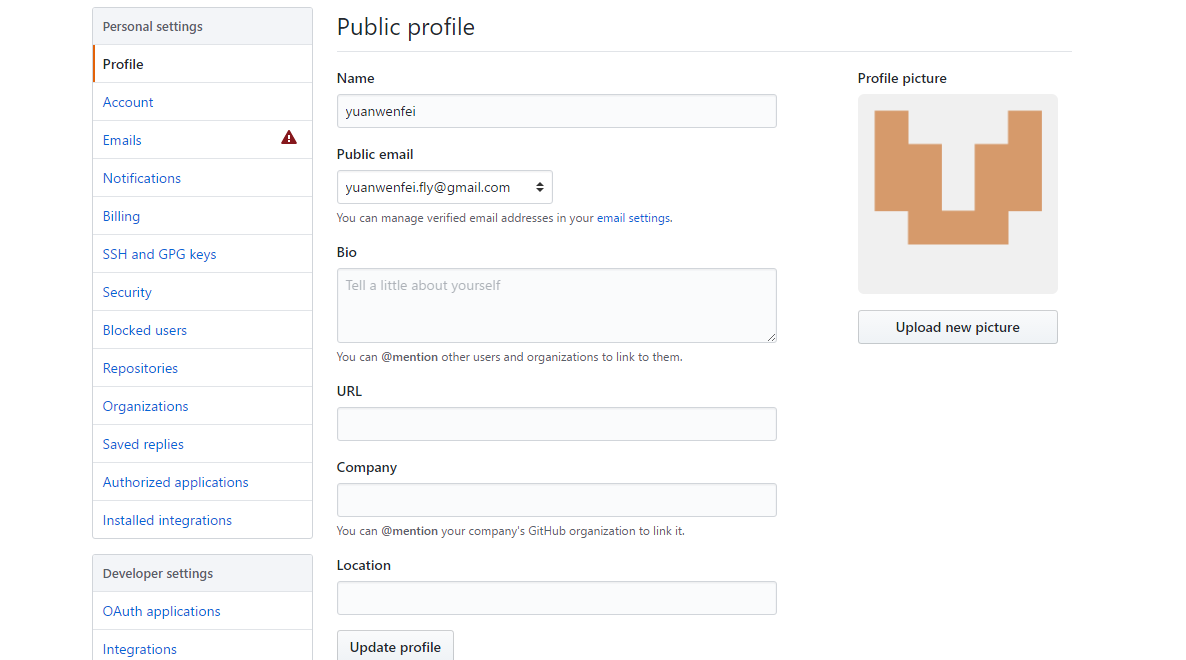 Personal settings
Profile
Account
Emails
Notifications
Billing
SSH and GPG keys
Security
Blocked users
Repositories
Organizations
Saved replies
Authorized applications
Installed integrations
Developer settings
OAuth applications
Integrations
Public profile
Name
yuanwenfei
Public email
yuanwenfei.fly@gmail.com
You can manage verified email addresses in your email settings.
Bio
Tell a little about yourself
You can @mention other users and organizations to link to them.
URL
Company
You can @mention your company's GitHub organization to link it.
Location
Update profile
Profile picture
Upload new picture